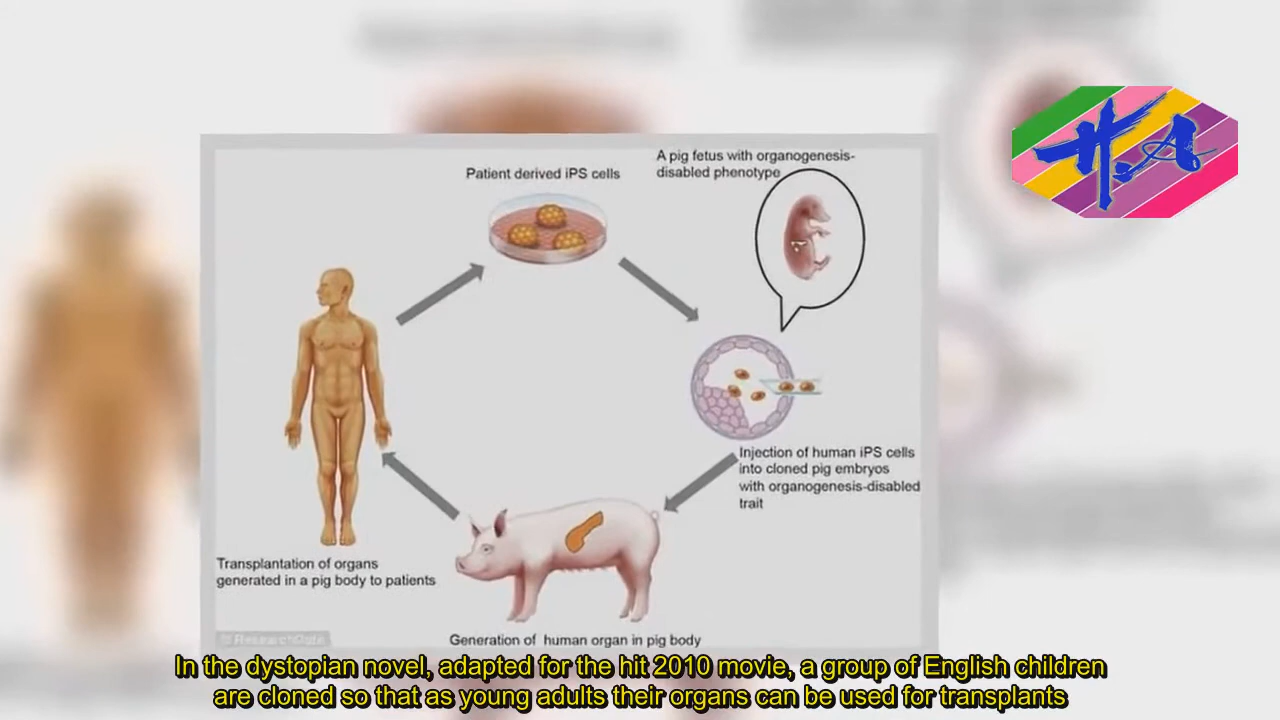 Patient derived iPS cells
A pig fetus with organogenesis-
disabled phenotype
H.A
Injection of human iPS cells
into cloned pig embryos
with organogenesis-disabled
trait
Transplantation of organs
generated in a pig body to patients
© ResearchGate
Generation of human organ in pig body
In the dystopian novel, adapted for the hit 2010 movie, a group of English children
are cloned so that as young adults their organs can be used for transplants